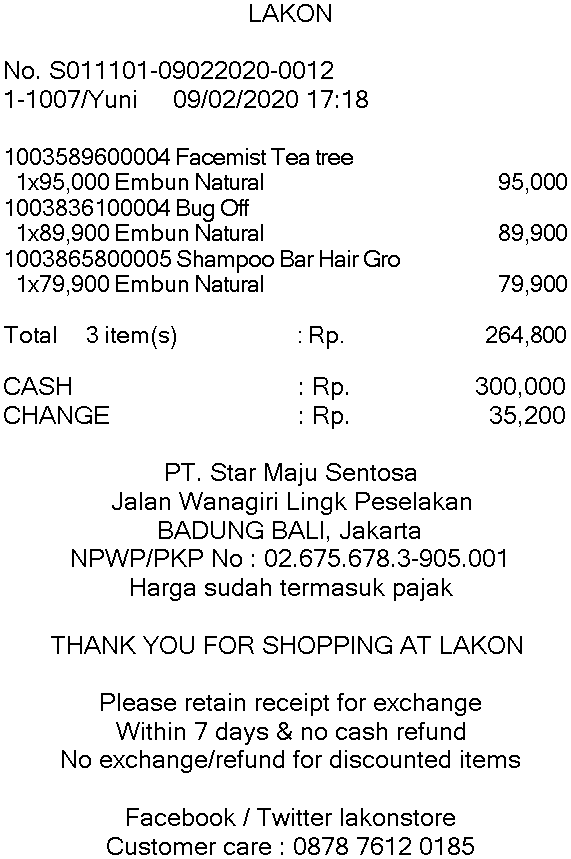 LAKON
No. S011101-09022020-0012
1-1007/Yuni 09/02/2020 17:18
1003589600004 Facemist Tea tree
1x95,000 Embun Natural 95,000
1003836100004 Bug Off
1x89,900 Embun Natural 89,900
1003865800005 Shampoo Bar Hair Gro
1x79,900 Embun Natural 79,900
Total 3 item(s) : Rp. 264,800
CASH : Rp. 300,000
CHANGE : Rp. 35,200
PT. Star Maju Sentosa
Jalan Wanagiri Lingk Peselakan
BADUNG BALI, Jakarta
NPWP/PKP No : 02.675.678.3-905.001
Harga sudah termasuk pajak
THANK YOU FOR SHOPPING AT LAKON
Please retain receipt for exchange
Within 7 days & no cash refund
No exchange/refund for discounted items
Facebook / Twitter lakonstore
Customer care : 0878 7612 0185